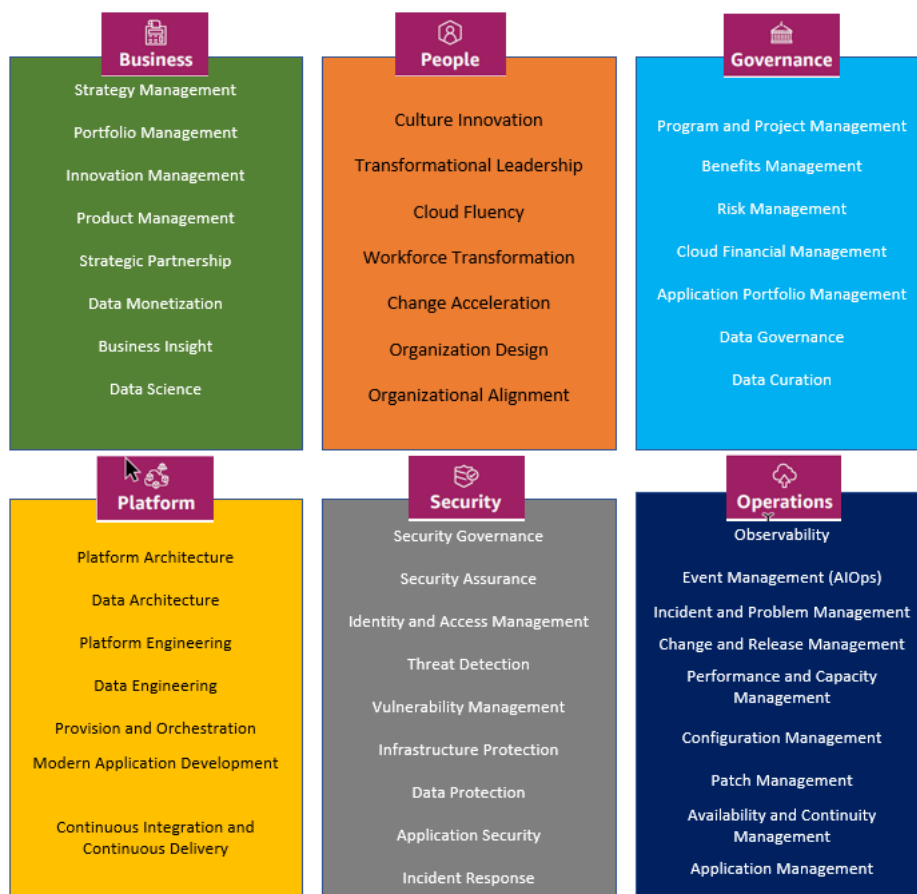 Business
Strategy Management
Portfolio Management
Innovation Management
Product Management
Strategic Partnership
Data Monetization
Business Insight
Data Science
People
Culture Innovation
Transformational Leadership
Cloud Fluency
Workforce Transformation
Change Acceleration
Organization Design
Organizational Alignment
Governance
Program and Project Management
Benefits Management
Risk Management
Cloud Financial Management
Application Portfolio Management
Data Governance
Data Curation
Platform
Platform Architecture
Data Architecture
Platform Engineering
Data Engineering
Provision and Orchestration
Modern Application Development
Continuous Integration and
Continuous Delivery
Security
Security Governance
Security Assurance
Identity and Access Management
Threat Detection
Vulnerability Management
Infrastructure Protection
Data Protection
Application Security
Incident Response
Operations
Observability
Event Management (AIOps)
Incident and Problem Management
Change and Release Management
Performance and Capacity
Management
Configuration Management
Patch Management
Availability and Continuity
Management
Application Management